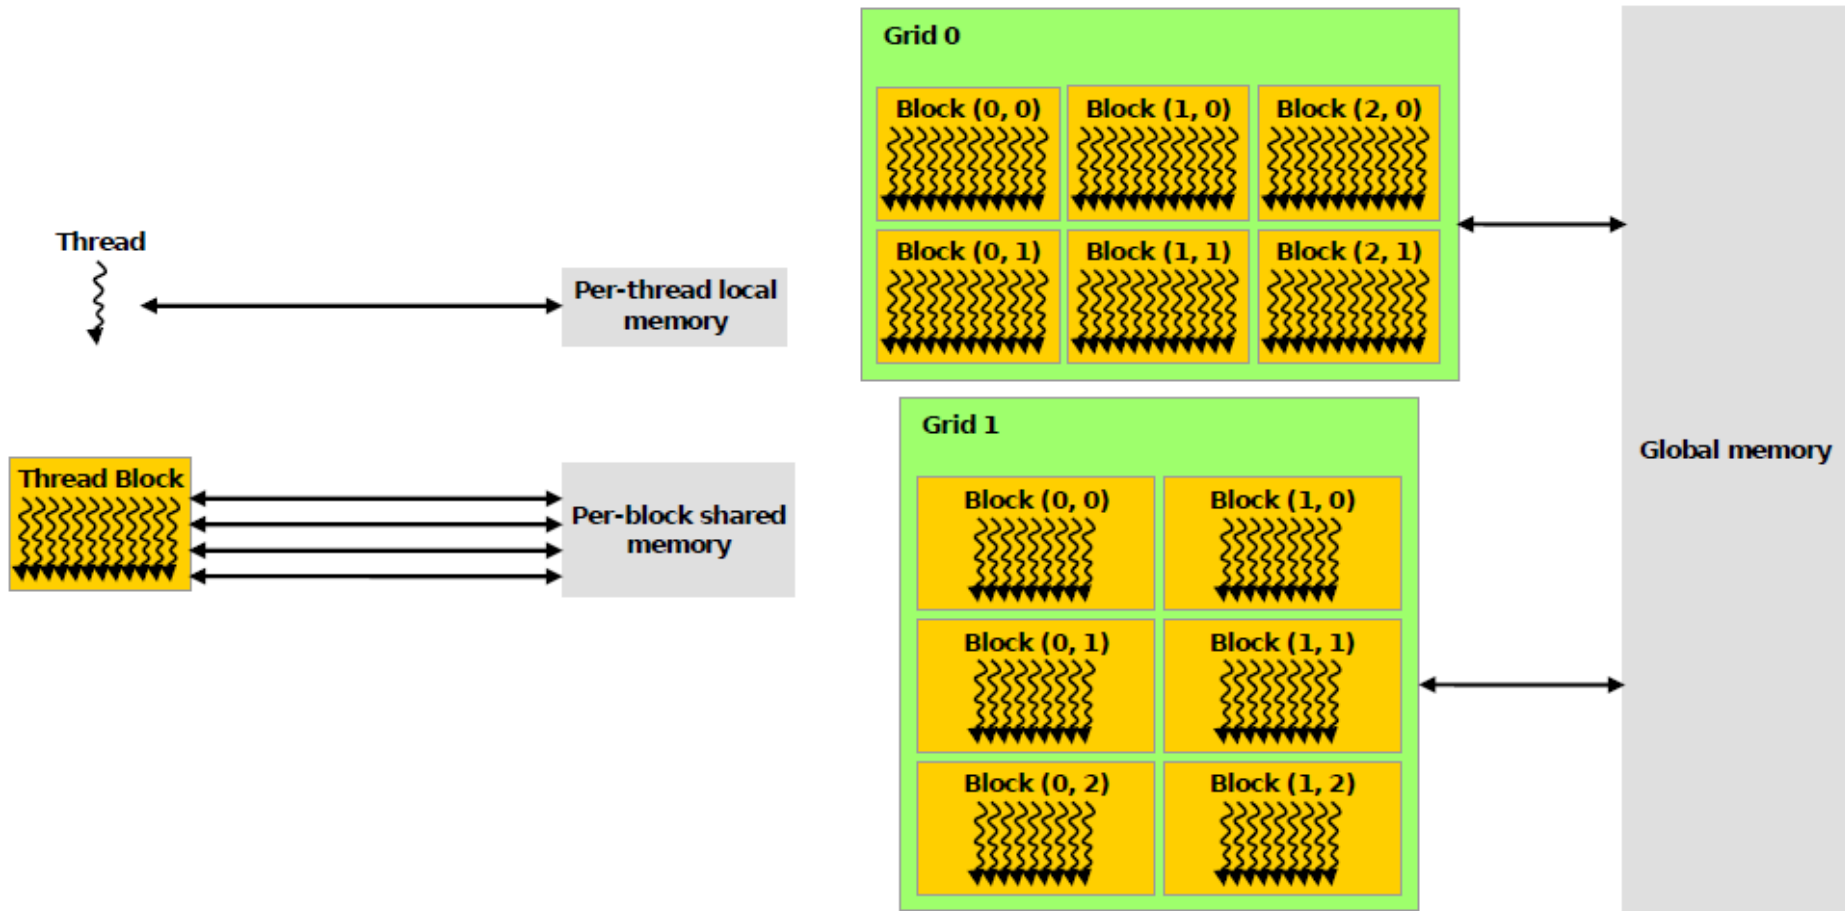 Thread
Per-thread local
memory
Thread Block
Per-block shared
memory
Grid 0
Block (0, 0)
Block (1, 0)
Block (2, 0)
Block (0, 1)
Block (1, 1)
Block (2, 1)
Grid 1
Block (0, 0)
Block (1, 0)
Block (0, 1)
Block (1, 1)
Block (0, 2)
Block (1, 2)
Global memory